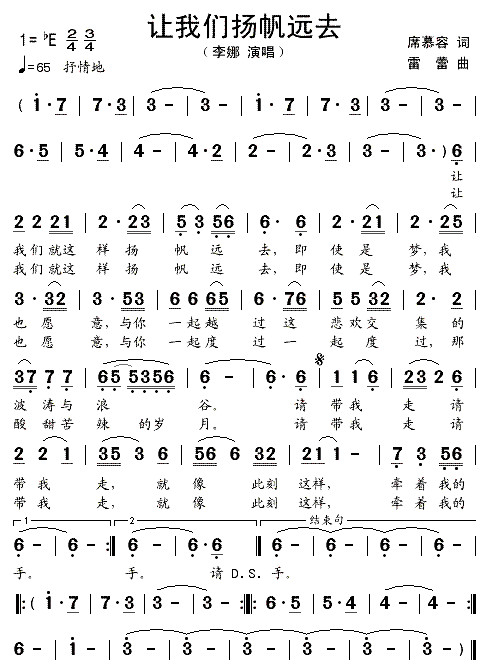 让我们扬帆远去
1=♭E 2/4 3/4
（李娜 演唱）
席慕容 词
♩=65 抒情地
雷 蕾 曲
( 1·7 | 7·3 | 3- | 3- | 1·7 | 7·3 | 3- | 3- |
6·5 | 5·4 | 4- | 4·2 | 2- | 2·3 | 3- | 3-·) 6
让
让
2 2 21 | 2·23 | 5 3 56 | 6·6 | 2·2 | 2·25 |
我们就这 样扬 帆 远 去,即 使是 梦,我
我们就这 样扬 帆 远 去,即 使是 梦,我
3·32 | 3·53 | 6 6 65 | 6·76 | 5 5 32 | 2·2 |
也愿 意,与你 一起越 过这 悲欢交 集的
也愿 意,与你 一起度 过一 起度 过,那
37 7 7 | 65 5356 | 6- | 6·6 | 1 1 6 | 23 2 6 |
波涛与 浪 谷。 请 带我 走请
酸甜苦 辣的岁 月。 请 带我 走请
2 2 2 | 35 3 6 | 56 6 3 | 21 1- | 7 3 56 |
带我 走, 就像 此刻 这样, 牵着我的
带我 走, 就像 此刻 这样, 牵着我的
1 2 结束句
6- | 6- :| 6- | 6·6 | 6- | 6- | 6- | 6- |
手。 手。 请 D.S. 手。
:( 1·7 | 7·3 | 3- | 3- :| 6·5 | 5·4 | 4- |
4- | 4·2 | 2- | 2·3 | 3- | 3- | 6- | 6- )